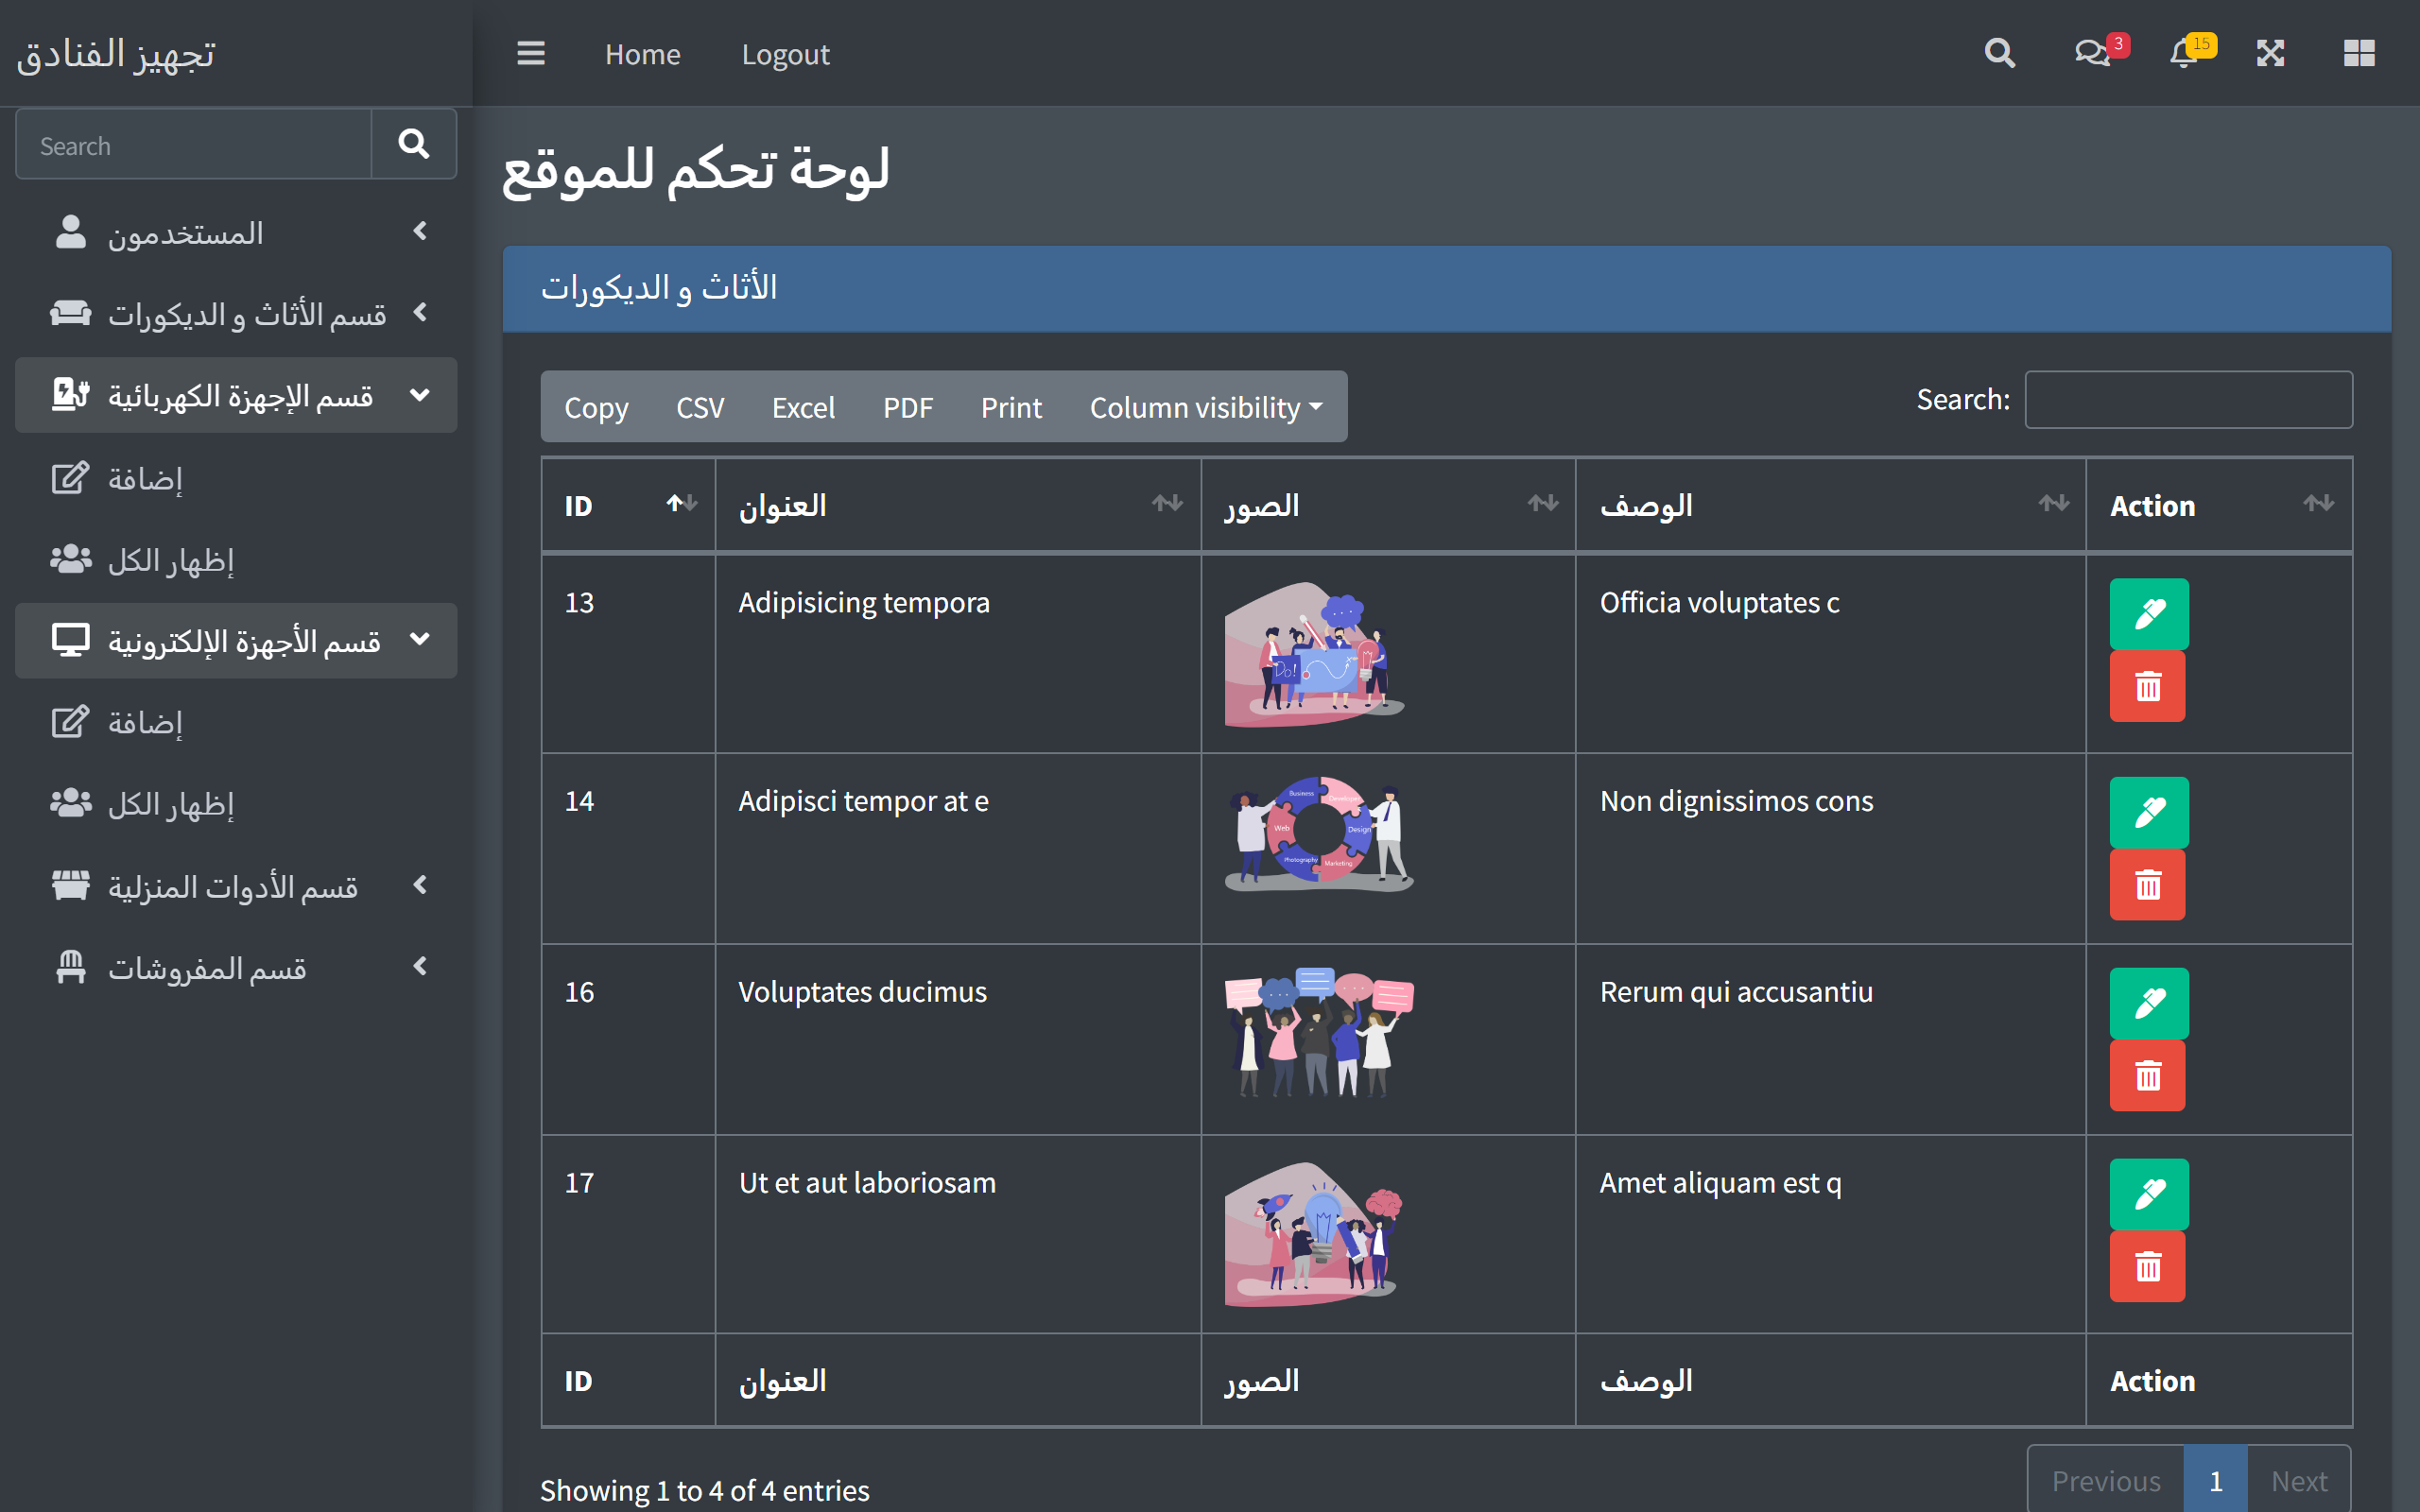 تجهيز الفنادق
Home
Logout
3
15
Search
المستخدمون
قسم الأثاث و الديكورات
قسم الإجهزة الكهربائية
إضافة
إظهار الكل
قسم الأجهزة الإلكترونية
إضافة
إظهار الكل
قسم الأدوات المنزلية
قسم المفروشات
لوحة تحكم للموقع
الأثاث و الديكورات
Copy CSV Excel PDF Print Column visibility
Search:
ID العنوان الصور الوصف Action
13 Adipisicing tempora Officia voluptates c
Do!
14 Adipisci tempor at e Non dignissimos cons
Business
Developer
Web
Design
Photography
Marketing
16 Voluptates ducimus Rerum qui accusantiu
17 Ut et aut laboriosam Amet aliquam est q
ID العنوان الصور الوصف Action
Showing 1 to 4 of 4 entries
Previous 1 Next